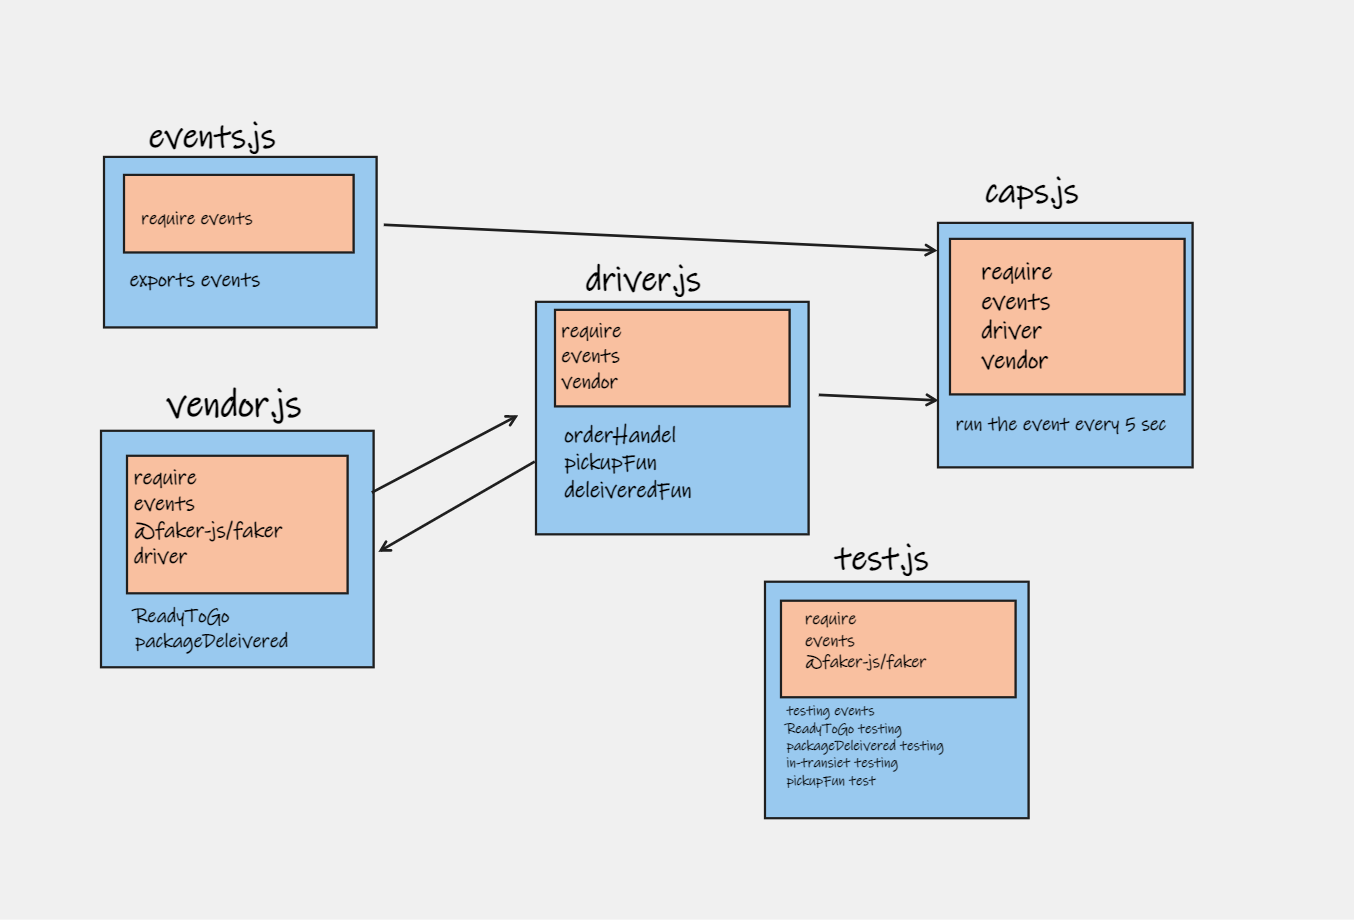 events.js
require events
exports events
caps.js
require
events
driver
vendor
run the event every 5 sec
driver.js
require
events
vendor
orderHandel
pickupFun
deleiveredFun
vendor.js
require
events
@faker-js/faker
driver
ReadyToGo
packageDeleivered
test.js
require
events
@faker-js/faker
testing events
ReadyToGo testing
packageDeleivered testing
in-transiet testing
pickupFun test